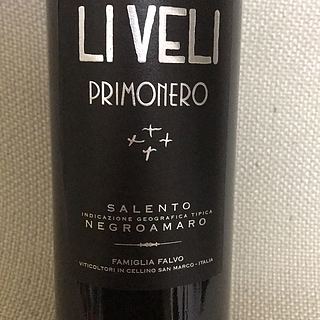 LI VELI
PRIMONERO
SALENTO
INDICAZIONE GEOGRAFICA TIPICA
NEGROAMARO
FAMIGLIA FALVO
VITICOLTORI IN CELLINO SAN MARCO - ITALIA